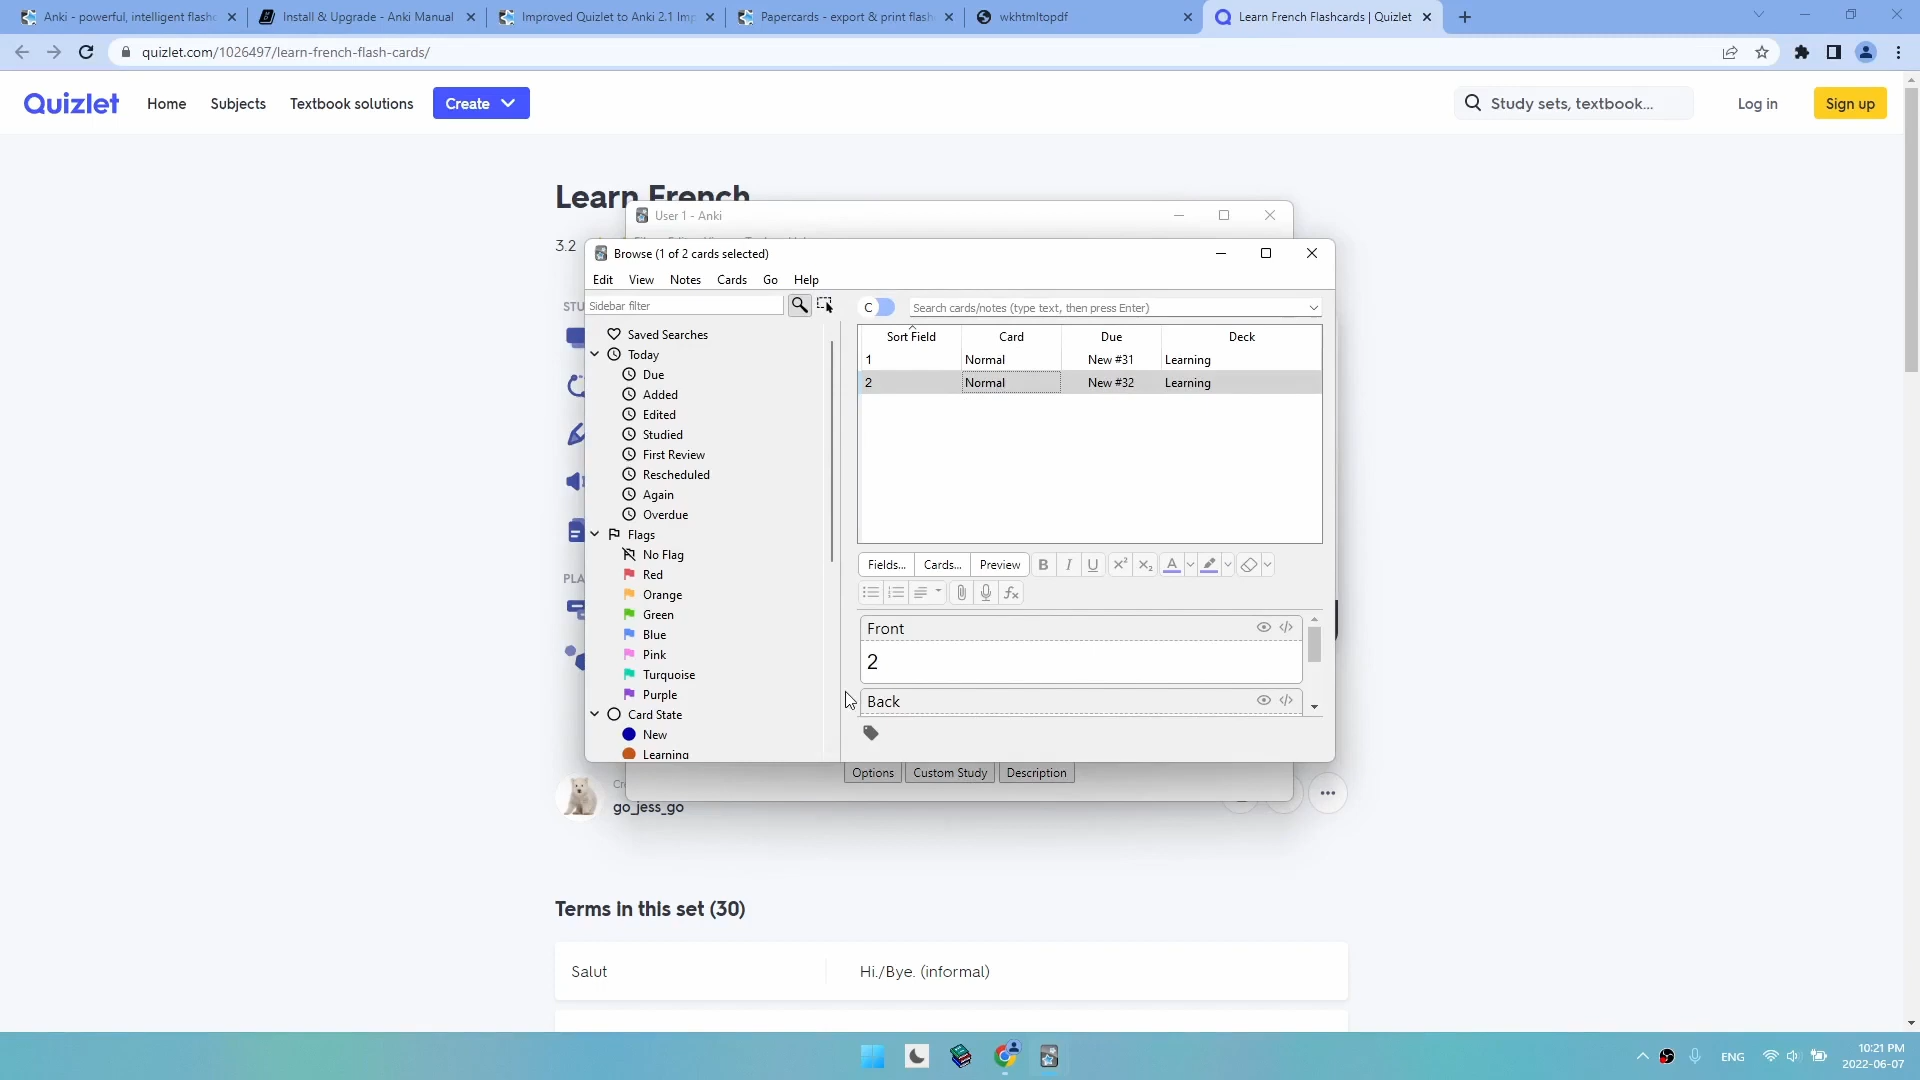 Anki - powerful, intelligent flash
Install & Upgrade - Anki Manual
Improved Quizlet to Anki 2.1 Imp
Papercards - export & print flash
wkhtmltopdf
Learn French Flashcards | Quizlet
quizlet.com/1026497/learn-french-flash-cards/
Quizlet
Home
Subjects
Textbook solutions
Create
Study sets, textbook...
Log in
Sign up
Learn French
3.2
User 1 - Anki
Browse (1 of 2 cards selected)
Edit View Notes Cards Go Help
STU
PLA
Sidebar filter
Saved Searches
Today
Due
Added
Edited
Studied
First Review
Rescheduled
Again
Overdue
Flags
No Flag
Red
Orange
Green
Blue
Pink
Turquoise
Purple
Card State
New
Learning
C
Search cards/notes (type text, then press Enter)
Sort Field Card Due Deck
1 Normal New #31 Learning
2 Normal New #32 Learning
Fields... Cards... Preview B I U X² X₂ A
fx
Front
2
Back
Options Custom Study Description
Cr
go_jess_go
Terms in this set (30)
Salut Hi./Bye. (informal)
ENG
10:21 PM
2022-06-07